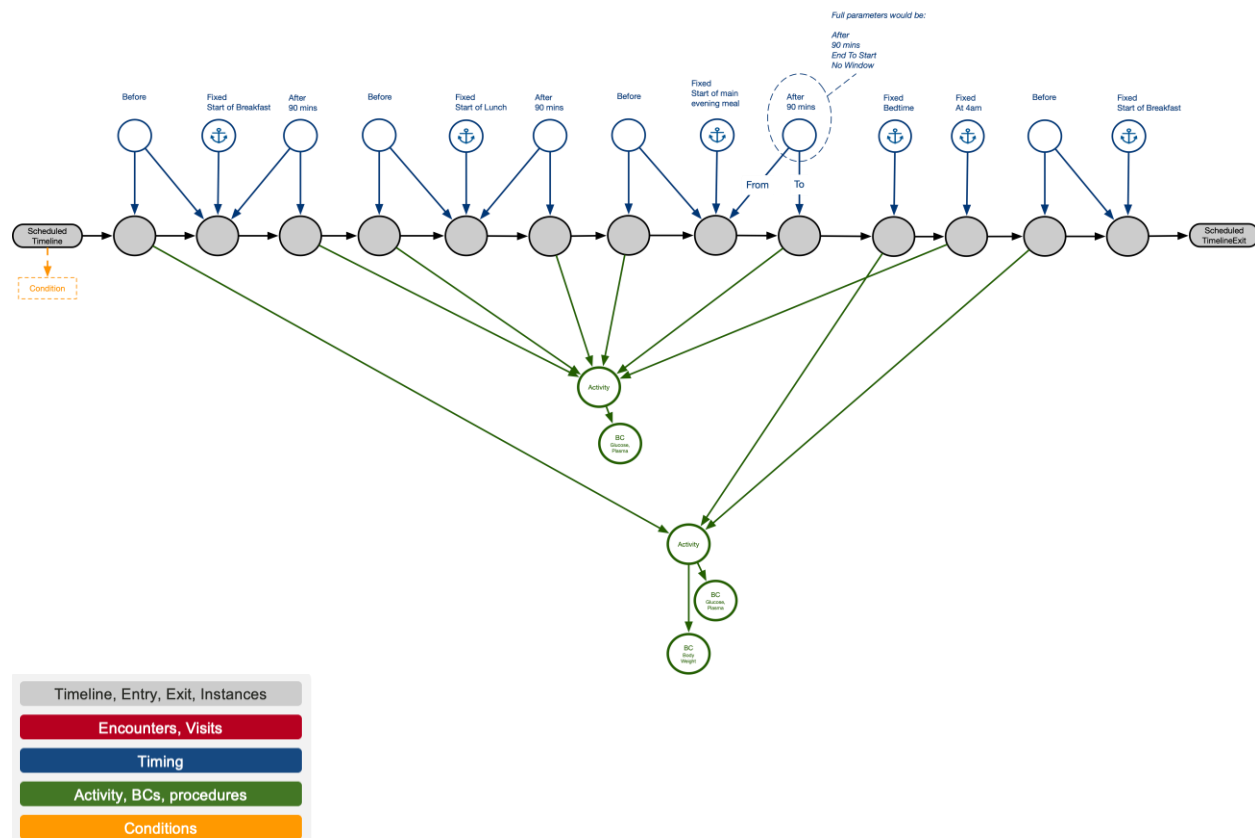 Full parameters would be:
After
90 mins
End To Start
No Window
Before
Fixed
Start of Breakfast
After
90 mins
Before
Fixed
Start of Lunch
After
90 mins
Before
Fixed
Start of main
evening meal
After
90 mins
Fixed
Bedtime
Fixed
At 4am
Before
Fixed
Start of Breakfast
From
To
Scheduled
Timeline
Scheduled
TimelineExit
Condition
Activity
BC
Glucose,
Plasma
Activity
BC
Glucose,
Plasma
BC
Body
Weight
Timeline, Entry, Exit, Instances
Encounters, Visits
Timing
Activity, BCs, procedures
Conditions